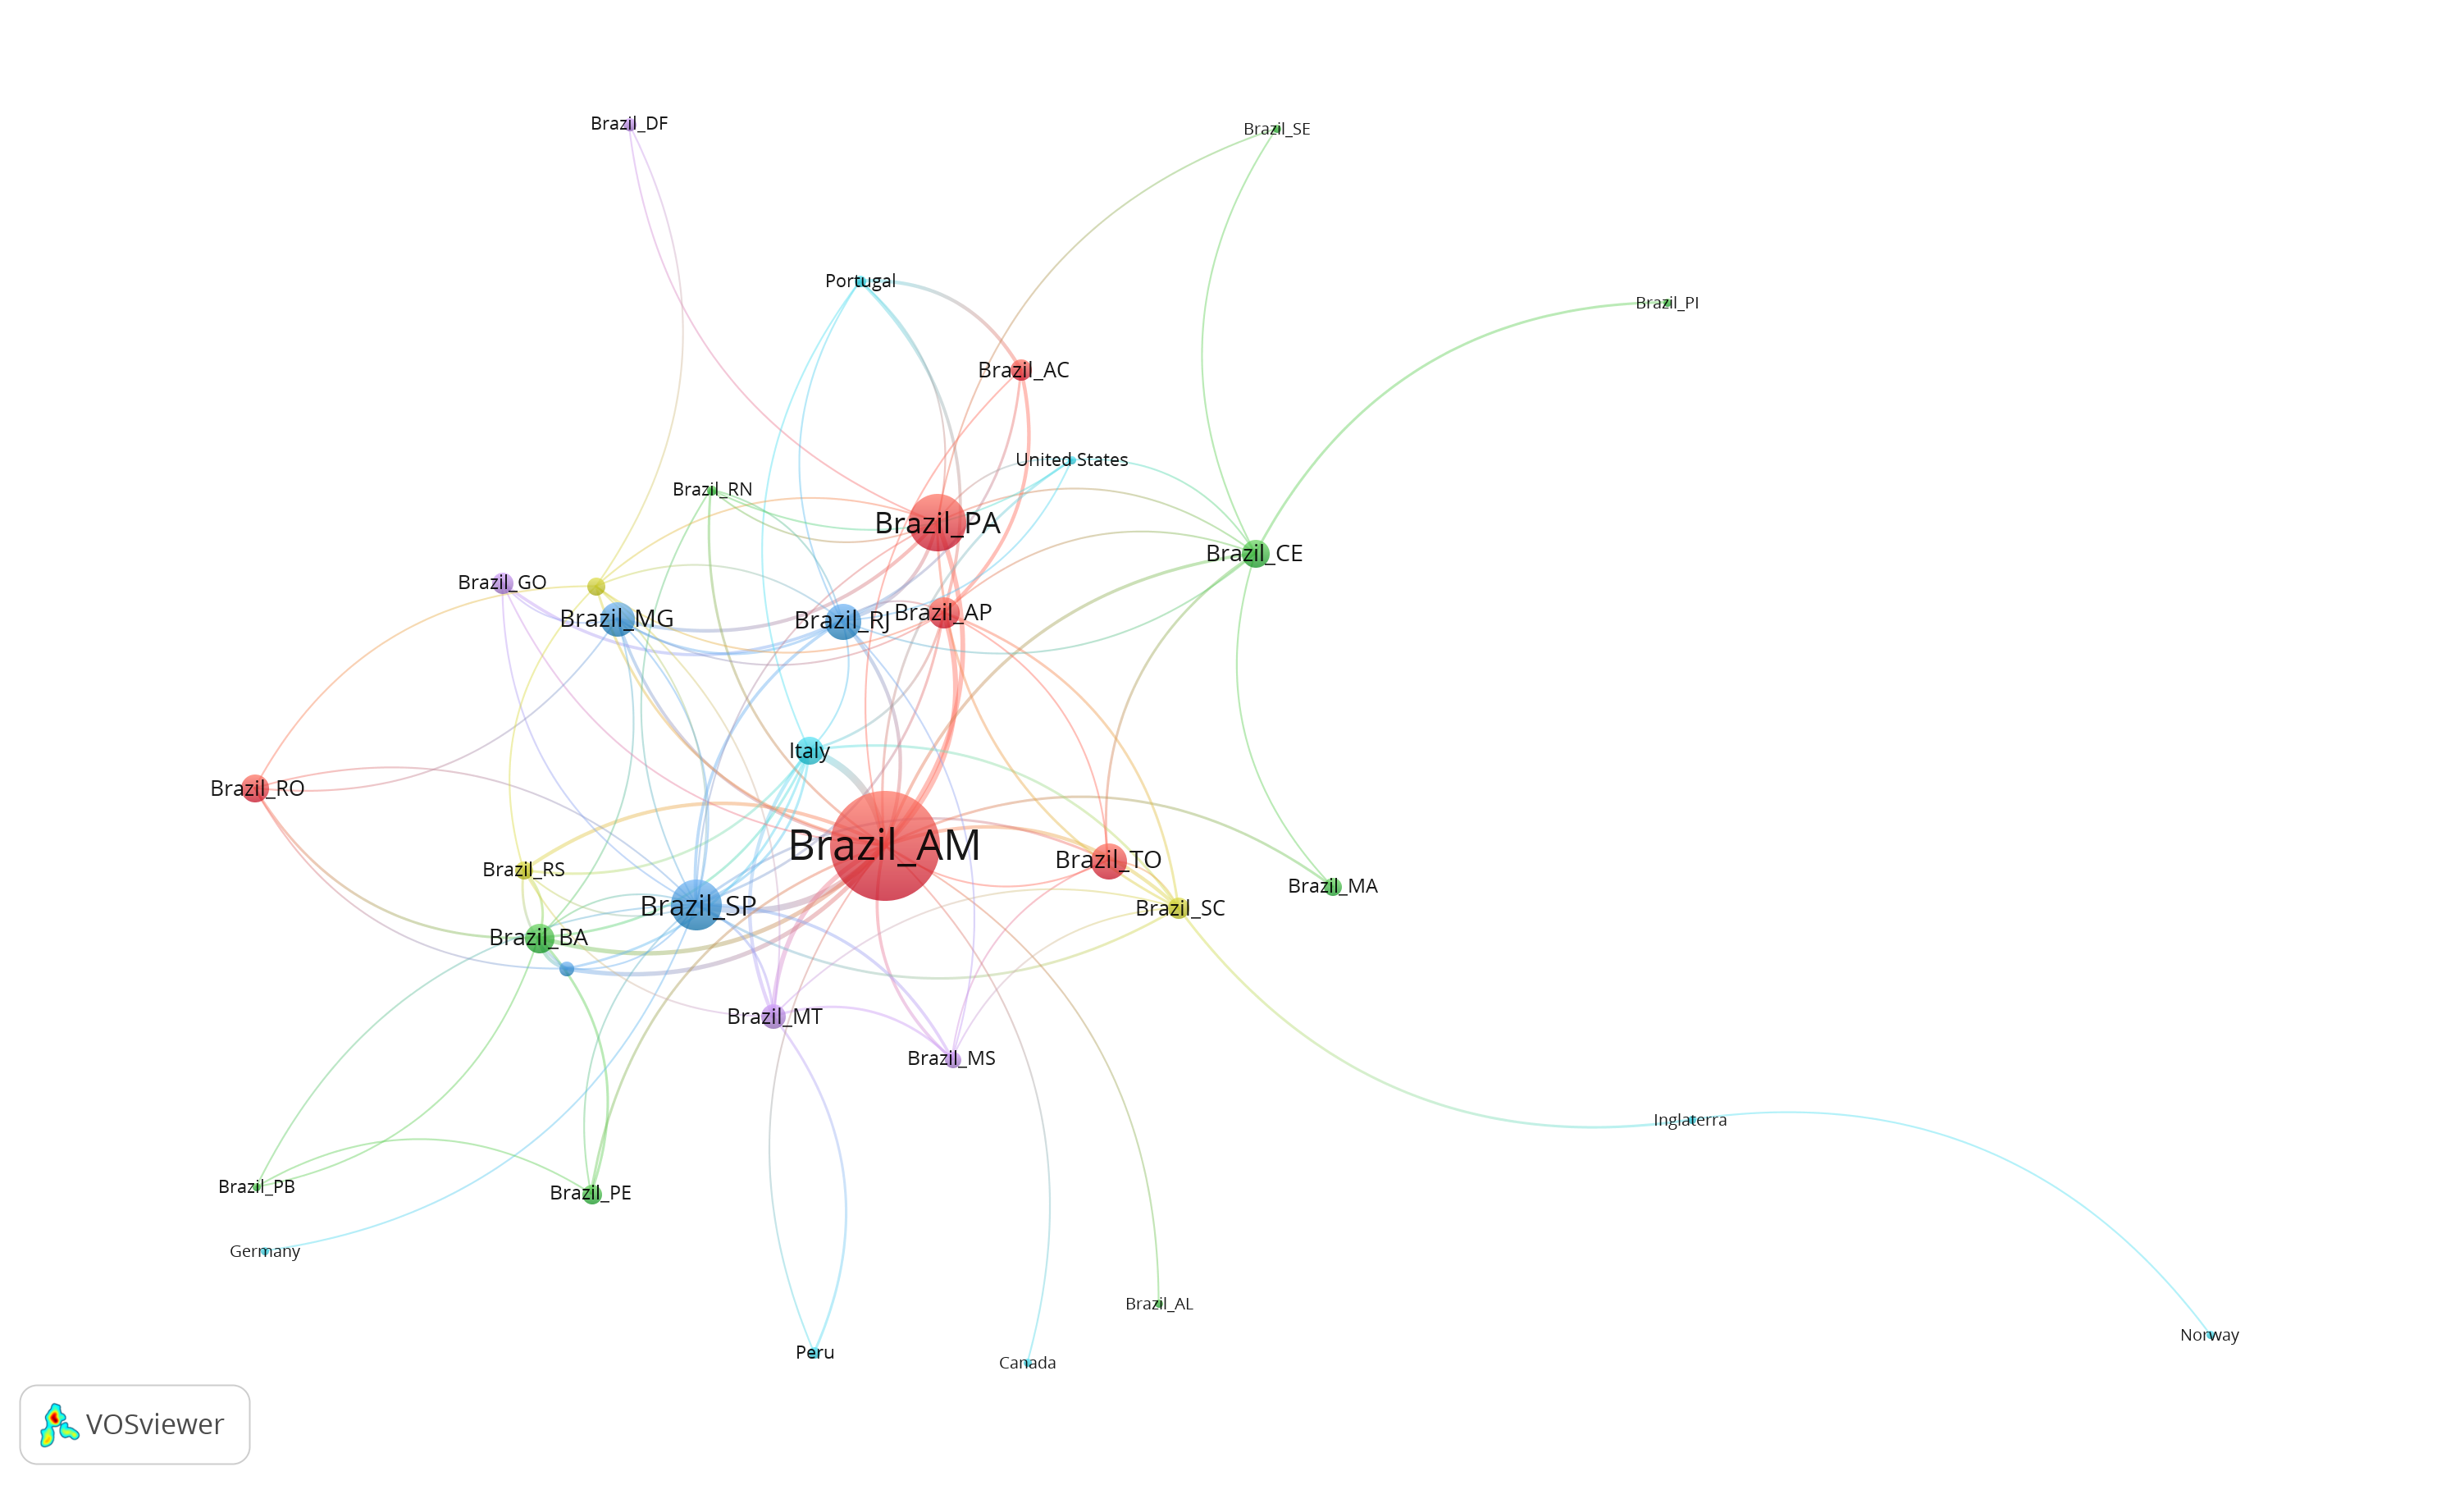 Brazil_DF
Brazil_SE
Portugal
Brazil_PI
Brazil_AC
United States
Brazil_RN
Brazil_PA
Brazil_CE
Brazil_GO
Brazil_MG
Brazil_RJ
Brazil_AP
Italy
Brazil_RO
Brazil_AM
Brazil_TO
Brazil_RS
Brazil_MA
Brazil_SP
Brazil_SC
Brazil_BA
Brazil_MT
Brazil_MS
Inglaterra
Brazil_PB
Brazil_PE
Germany
Brazil_AL
Norway
Peru
Canada
VOSviewer